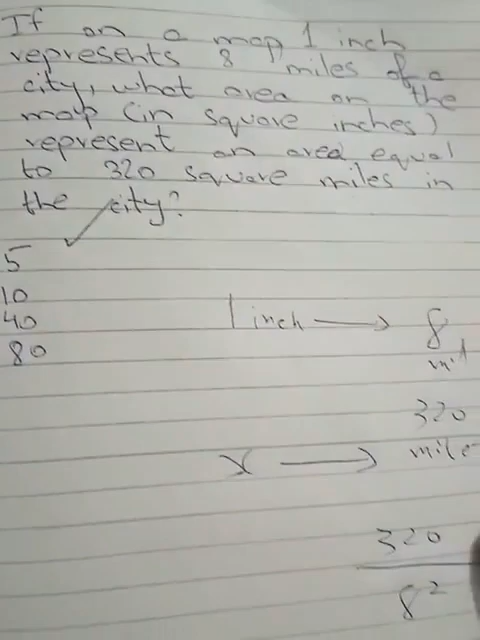 If on a map 1 inch
represents 8 miles of a
city, what area on the
map (in square inches)
represent an area equal
to 320 square miles in
the city?
5
10
40
80
1 inch → 8
320
x → mile
320
8²